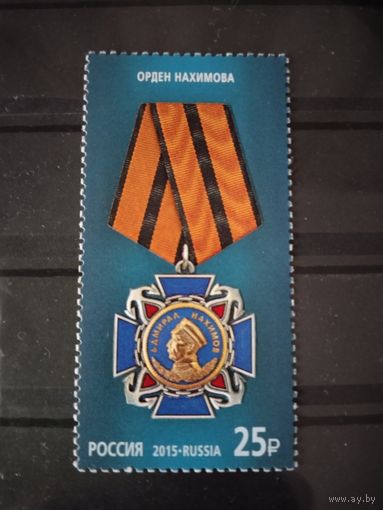 ОРДЕН НАХИМОВА
АДМИРАЛ НАХИМОВ
РОССИЯ 2015•RUSSIA 25₽
www.ay.by